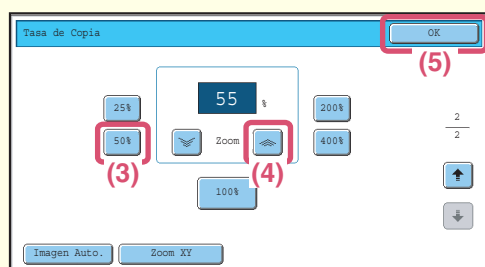 Tasa de Copia
OK
(5)
55 %
25%
200%
2
2
50%
Zoom
400%
(3)
(4)
100%
Imagen Auto.
Zoom XY